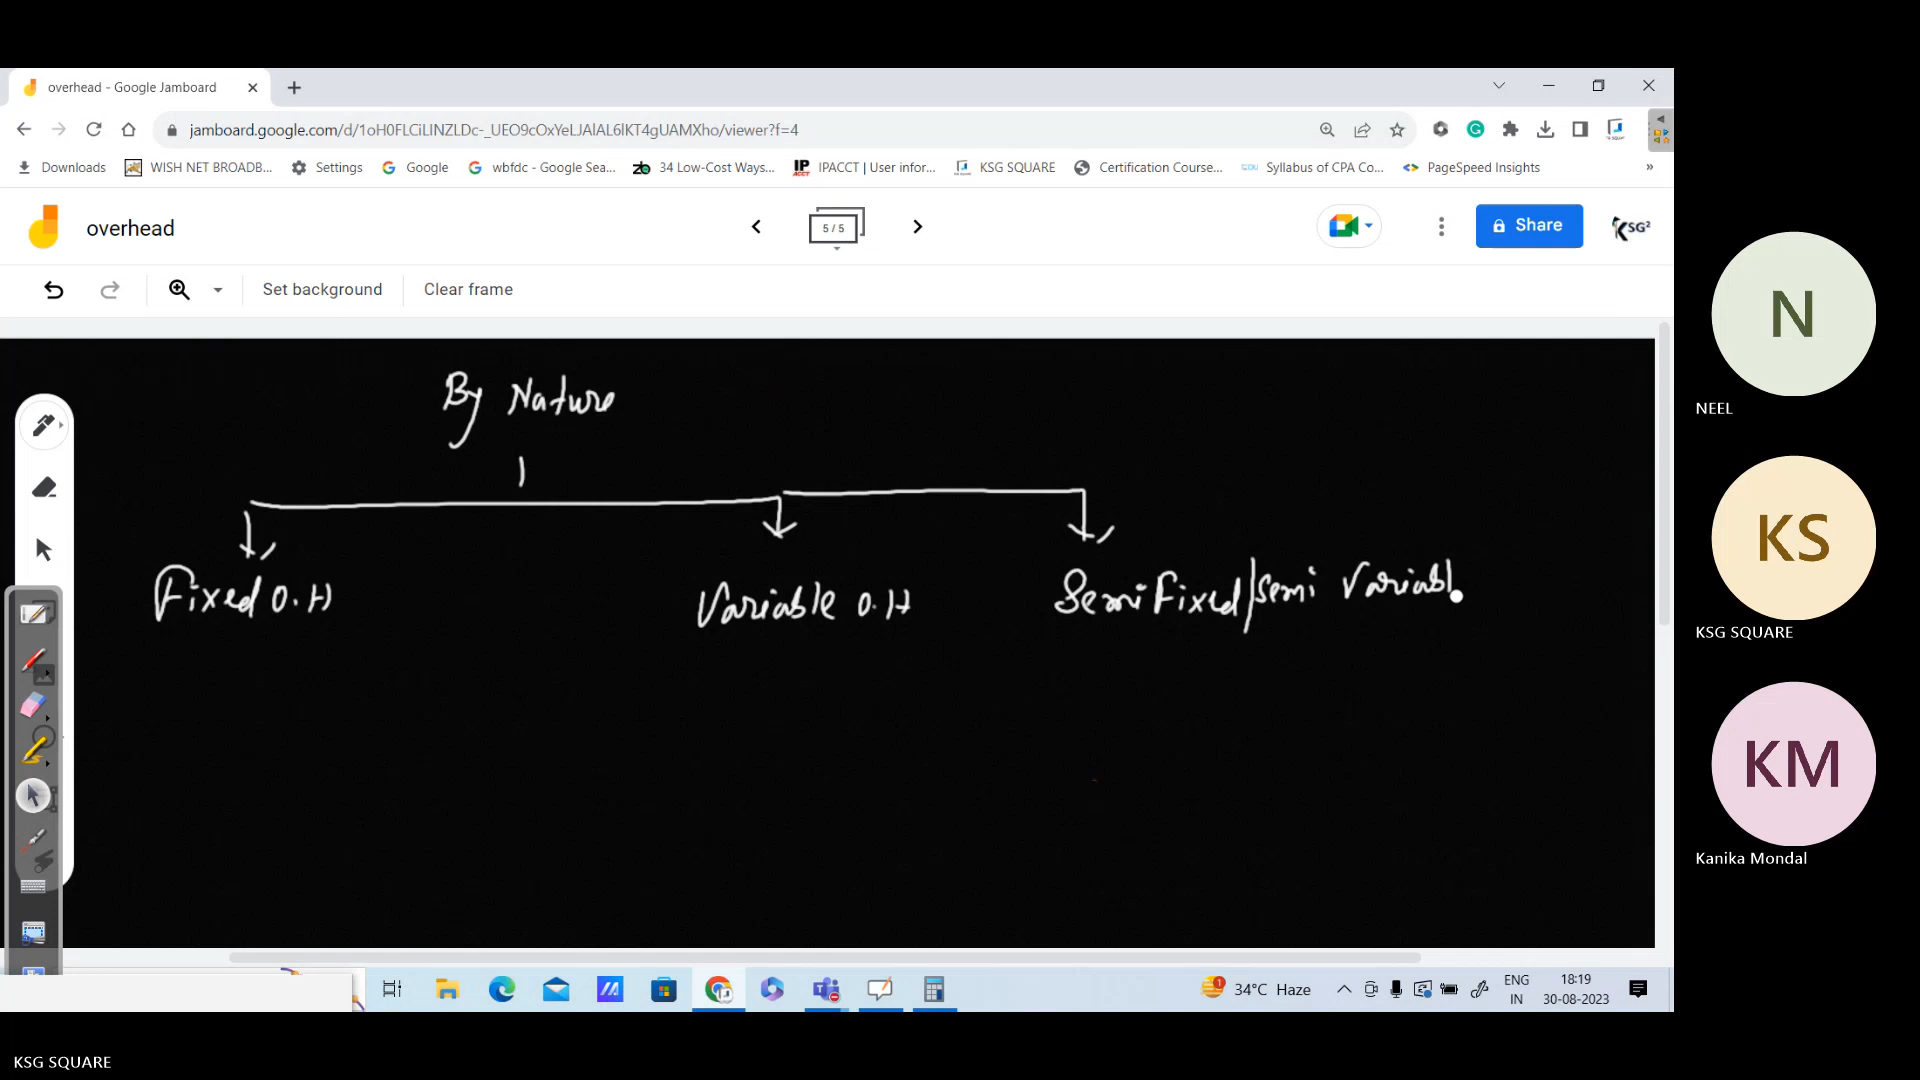 overhead - Google Jamboard
jamboard.google.com/d/1oH0FLCiLINZLDc-_UEO9cOxYeLJAlAL6lKT4gUAMXho/viewer?f=4
Downloads WISH NET BROADB... Settings Google wbfdc - Google Sea... 34 Low-Cost Ways... IPACCT | User infor... KSG SQUARE Certification Course... Syllabus of CPA Co... PageSpeed Insights »
overhead 5 / 5 Share KSG²
Set background Clear frame
By Nature
Fixed O.H Variable O.H Semi Fixed/Semi Variabl
N
NEEL
KS
KSG SQUARE
KM
Kanika Mondal
34°C Haze ENG IN 18:19 30-08-2023
KSG SQUARE